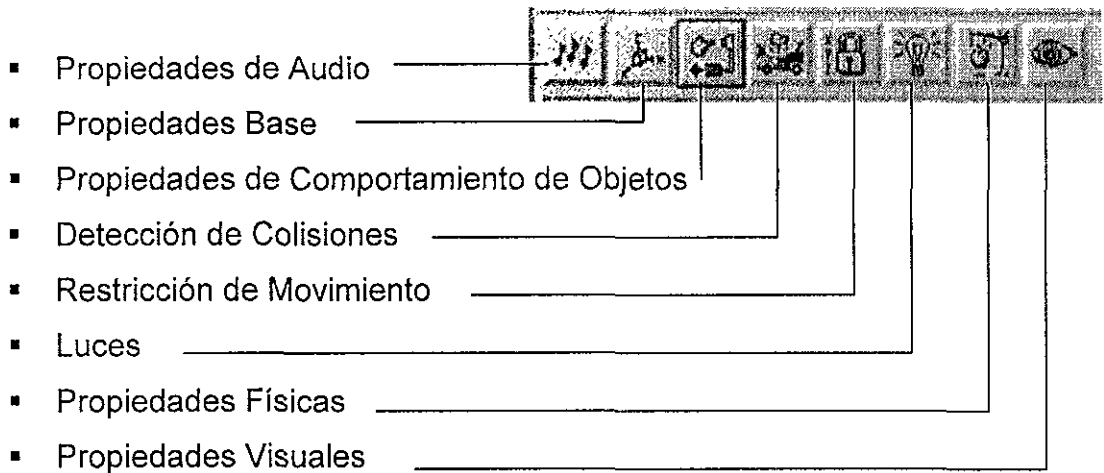 ▪ Propiedades de Audio
▪ Propiedades Base
▪ Propiedades de Comportamiento de Objetos
▪ Detección de Colisiones
▪ Restricción de Movimiento
▪ Luces
▪ Propiedades Físicas
▪ Propiedades Visuales